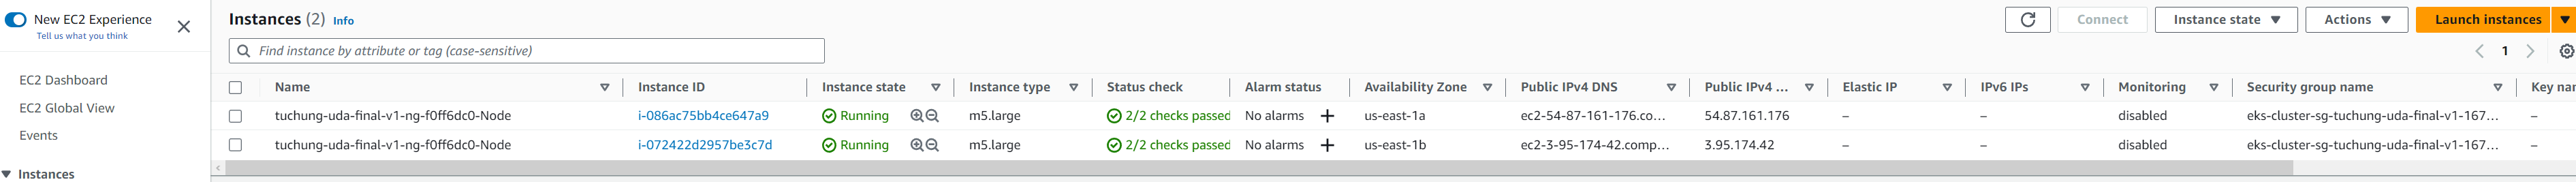 New EC2 Experience
Tell us what you think
EC2 Dashboard
EC2 Global View
Events
Instances
Instances (2) Info
Connect Instance state Actions Launch instances
Find instance by attribute or tag (case-sensitive)
1
Name Instance ID Instance state Instance type Status check Alarm status Availability Zone Public IPv4 DNS Public IPv4 ... Elastic IP IPv6 IPs Monitoring Security group name Key nan
tuchung-uda-final-v1-ng-f0ff6dc0-Node i-086ac75bb4ce647a9 Running m5.large 2/2 checks passed No alarms + us-east-1a ec2-54-87-161-176.co... 54.87.161.176 – – disabled eks-cluster-sg-tuchung-uda-final-v1-167... –
tuchung-uda-final-v1-ng-f0ff6dc0-Node i-072422d2957be3c7d Running m5.large 2/2 checks passed No alarms + us-east-1b ec2-3-95-174-42.comp... 3.95.174.42 – – disabled eks-cluster-sg-tuchung-uda-final-v1-167... –